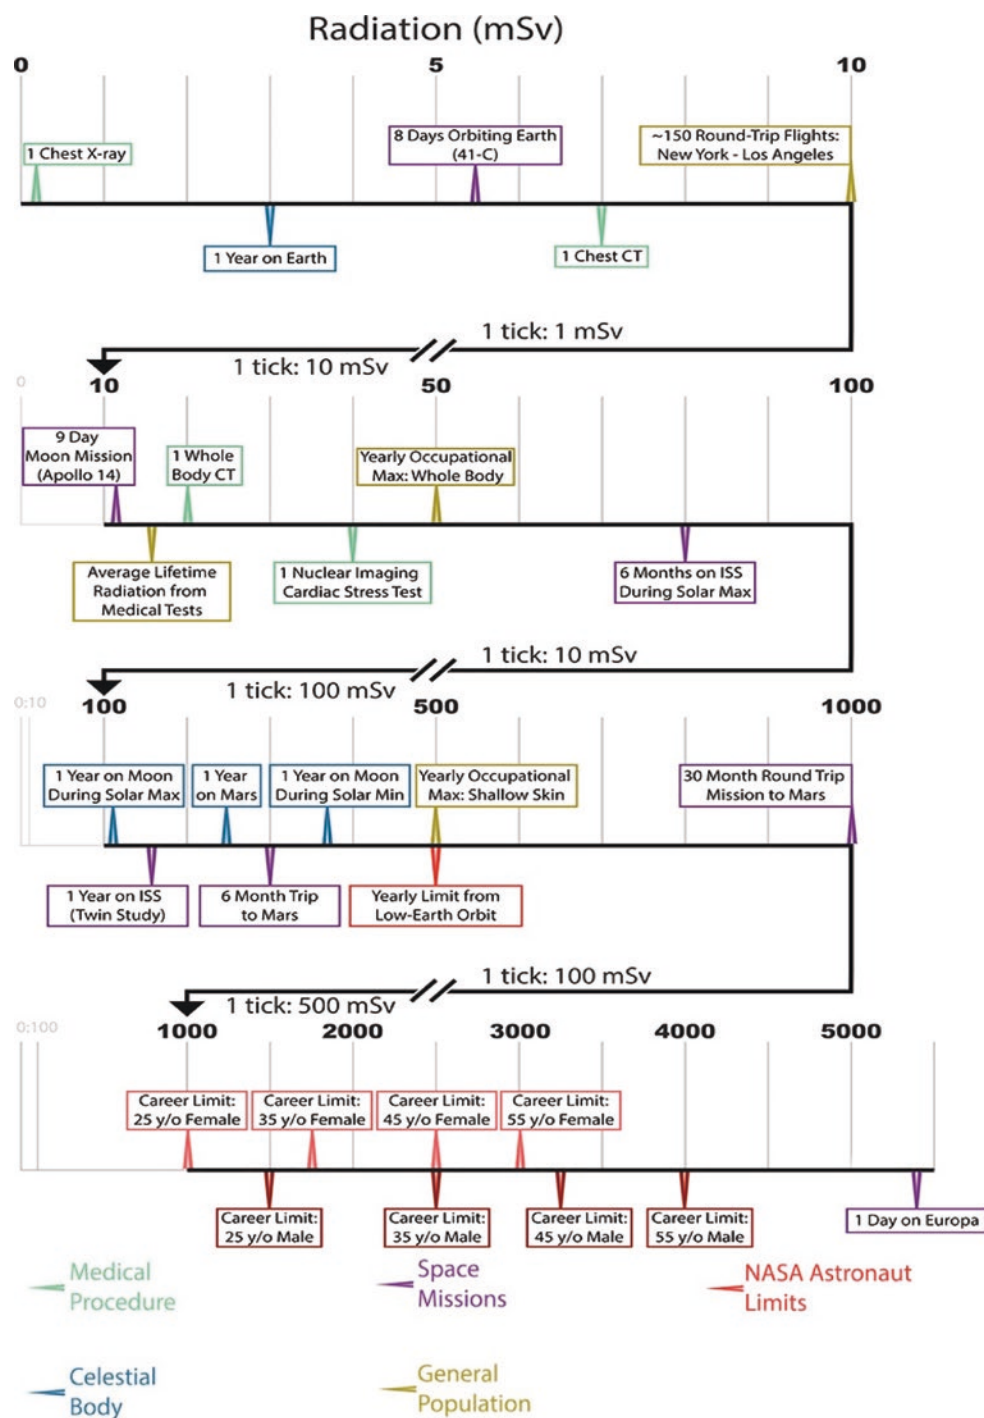 Radiation (mSv)
0 5 10
1 Chest X-ray
8 Days Orbiting Earth
(41-C)
~150 Round-Trip Flights:
New York - Los Angeles
1 Year on Earth
1 Chest CT
1 tick: 1 mSv
1 tick: 10 mSv
0 10 50 100
9 Day
Moon Mission
(Apollo 14)
1 Whole
Body CT
Yearly Occupational
Max: Whole Body
Average Lifetime
Radiation from
Medical Tests
1 Nuclear Imaging
Cardiac Stress Test
6 Months on ISS
During Solar Max
1 tick: 10 mSv
1 tick: 100 mSv
0;10 100 500 1000
1 Year on Moon
During Solar Max
1 Year
on Mars
1 Year on Moon
During Solar Min
Yearly Occupational
Max: Shallow Skin
30 Month Round Trip
Mission to Mars
1 Year on ISS
(Twin Study)
6 Month Trip
to Mars
Yearly Limit from
Low-Earth Orbit
1 tick: 100 mSv
1 tick: 500 mSv
0;100 1000 2000 3000 4000 5000
Career Limit:
25 y/o Female
Career Limit:
35 y/o Female
Career Limit:
45 y/o Female
Career Limit:
55 y/o Female
Career Limit:
25 y/o Male
Career Limit:
35 y/o Male
Career Limit:
45 y/o Male
Career Limit:
55 y/o Male
1 Day on Europa
Medical
Procedure
Space
Missions
NASA Astronaut
Limits
Celestial
Body
General
Population